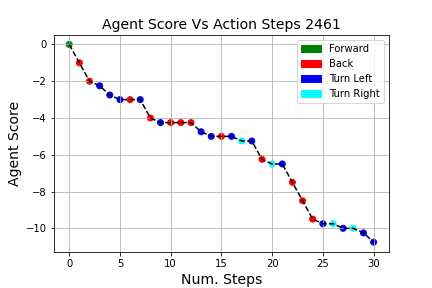 Agent Score Vs Action Steps 2461
Forward
Back
Turn Left
Turn Right
Agent Score
0
−2
−4
−6
−8
−10
0 5 10 15 20 25 30
Num. Steps